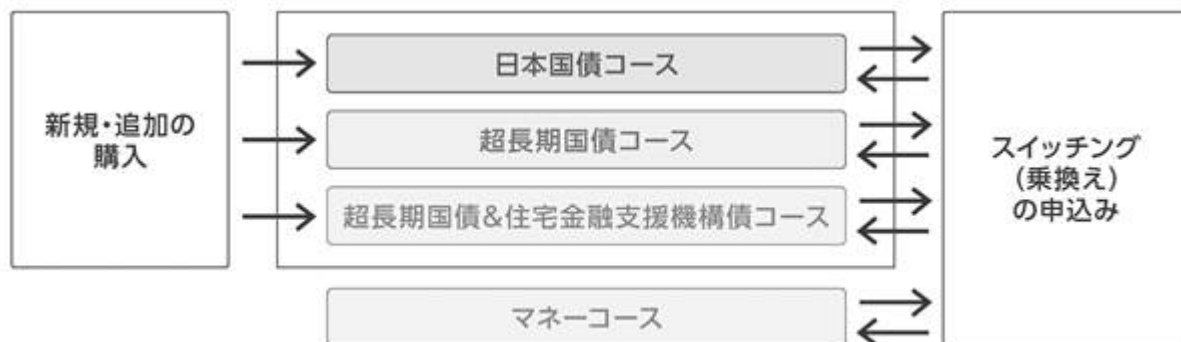 新規・追加の
購入
日本国債コース
超長期国債コース
超長期国債&住宅金融支援機構債コース
マネーコース
スイッチング
(乗換え)
の申込み